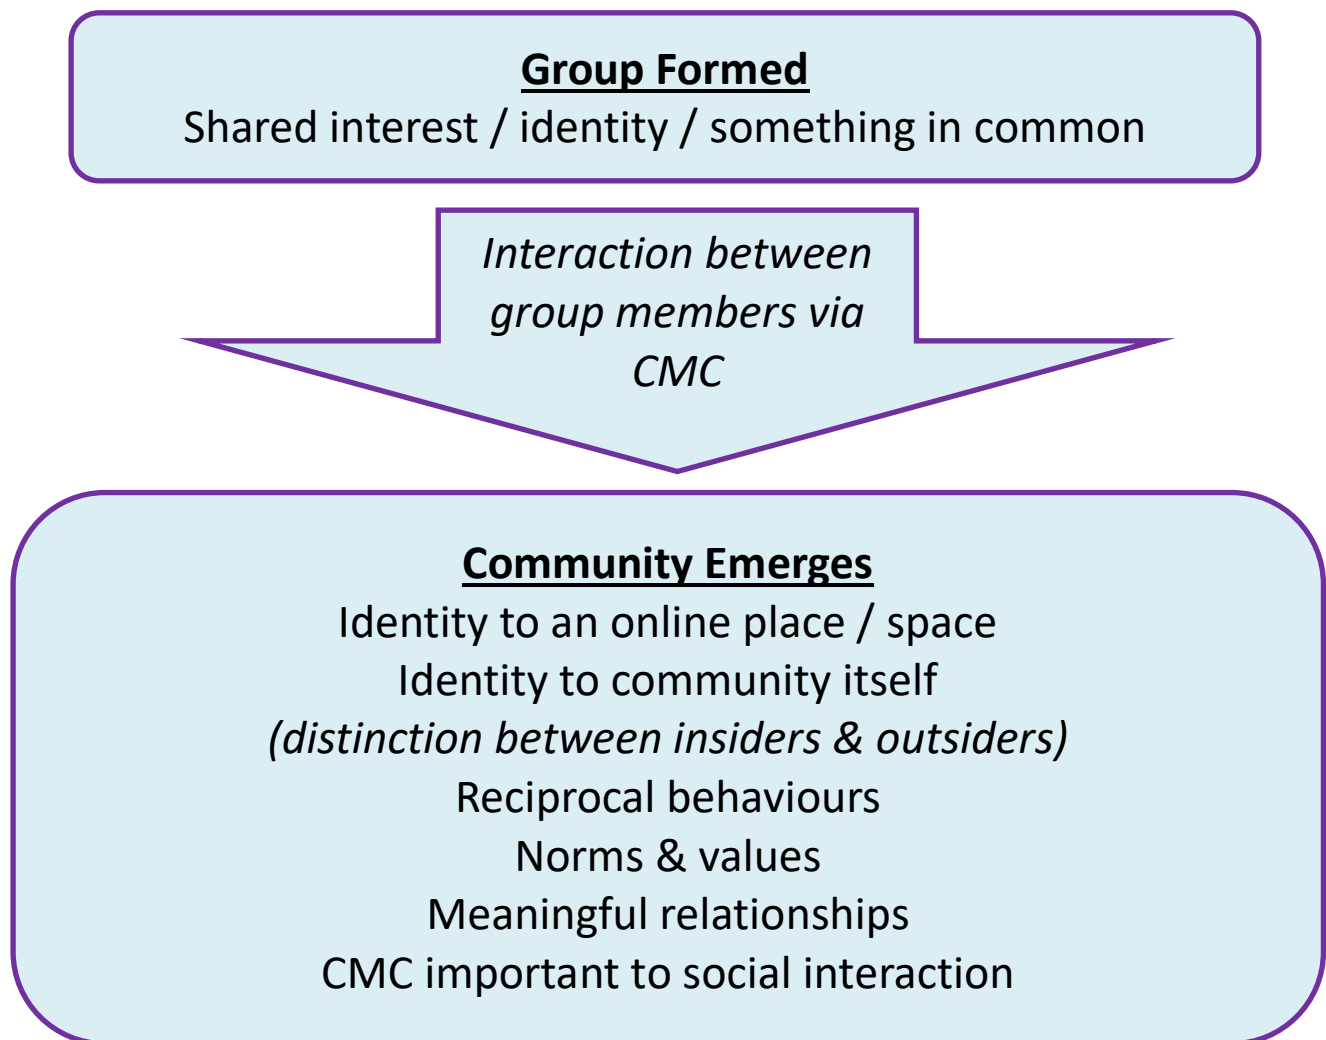 Group Formed
Shared interest / identity / something in common
Interaction between
group members via
CMC
Community Emerges
Identity to an online place / space
Identity to community itself
(distinction between insiders & outsiders)
Reciprocal behaviours
Norms & values
Meaningful relationships
CMC important to social interaction